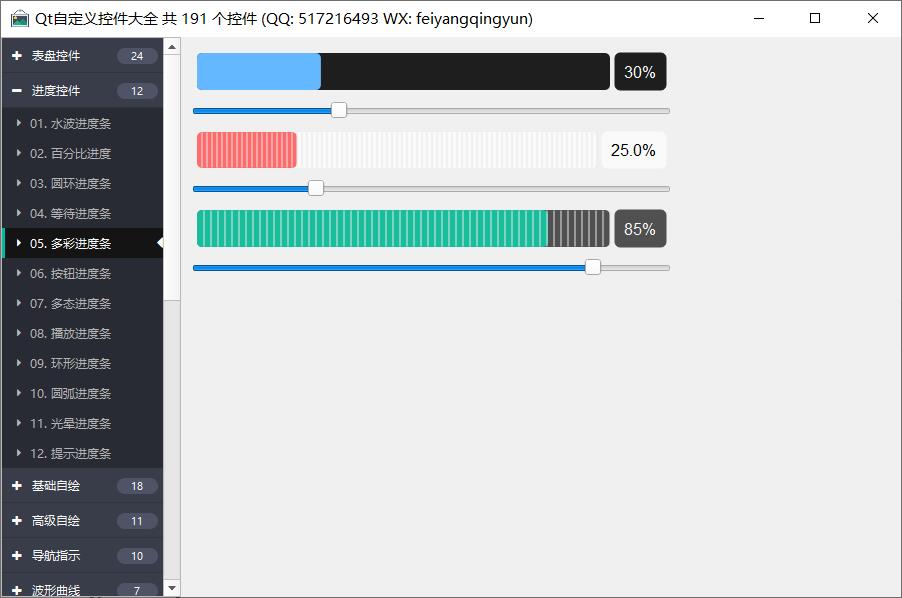 Qt自定义控件大全 共 191 个控件 (QQ: 517216493 WX: feiyangqingyun)
表盘控件 24
进度控件 12
01. 水波进度条
02. 百分比进度
03. 圆环进度条
04. 等待进度条
05. 多彩进度条
06. 按钮进度条
07. 多态进度条
08. 播放进度条
09. 环形进度条
10. 圆弧进度条
11. 光晕进度条
12. 提示进度条
基础自绘 18
高级自绘 11
导航指示 10
波形曲线 7
30%
25.0%
85%